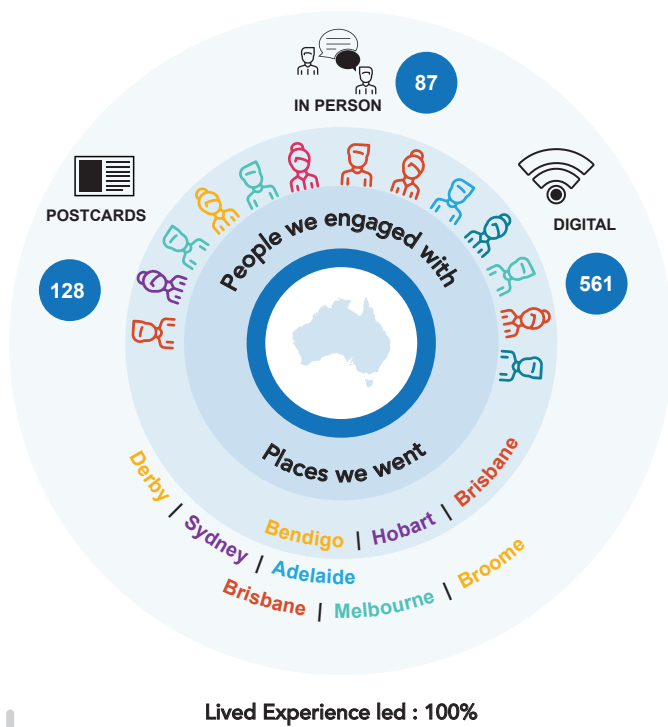 87
IN PERSON
POSTCARDS
DIGITAL
128
561
People we engaged with
Places we went
Bendigo | Hobart | Brisbane
Derby | Sydney | Adelaide
Brisbane | Melbourne | Broome
Lived Experience led : 100%